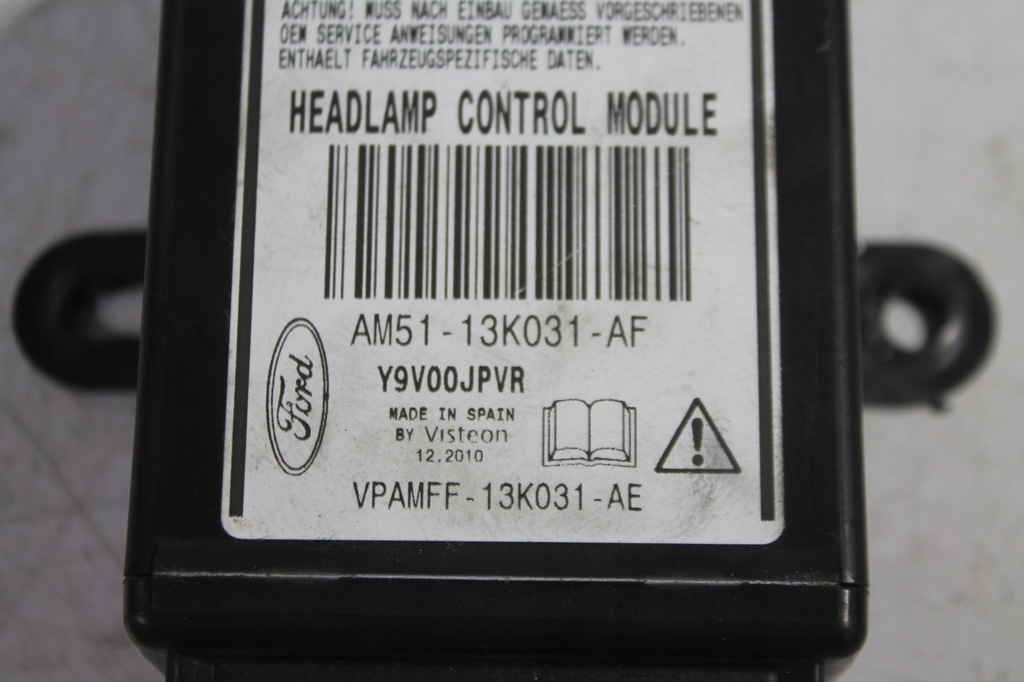 ACHTUNG! MUSS NACH EINBAU GEMAESS VORGESCHRIEBENEN
OEM SERVICE ANWEISUNGEN PROGRAMMIERT WERDEN.
ENTHAELT FAHRZEUGSPEZIFISCHE DATEN.
HEADLAMP CONTROL MODULE
AM51-13K031-AF
Ford
Y9V00JPVR
MADE IN SPAIN
BY Visteon
12.2010
VPAMFF-13K031-AE